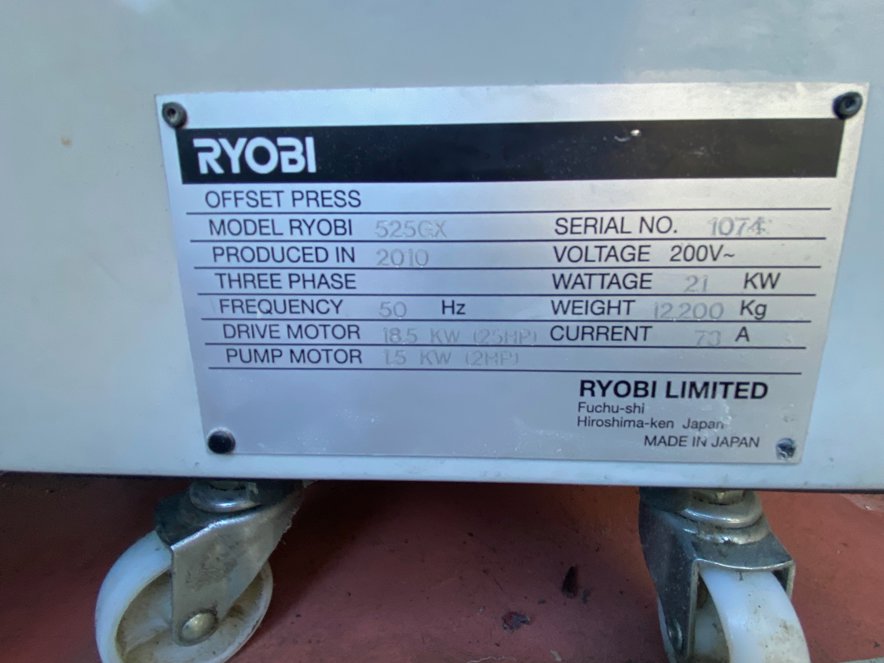 RYOBI
OFFSET PRESS
MODEL RYOBI 525GX SERIAL NO. 1074
PRODUCED IN 2010 VOLTAGE 200V~
THREE PHASE WATTAGE 21 KW
FREQUENCY 50 Hz WEIGHT 12,200 Kg
DRIVE MOTOR 18.5 KW (25HP) CURRENT 73 A
PUMP MOTOR 1.5 KW (2HP)
RYOBI LIMITED
Fuchu-shi
Hiroshima-ken Japan
MADE IN JAPAN